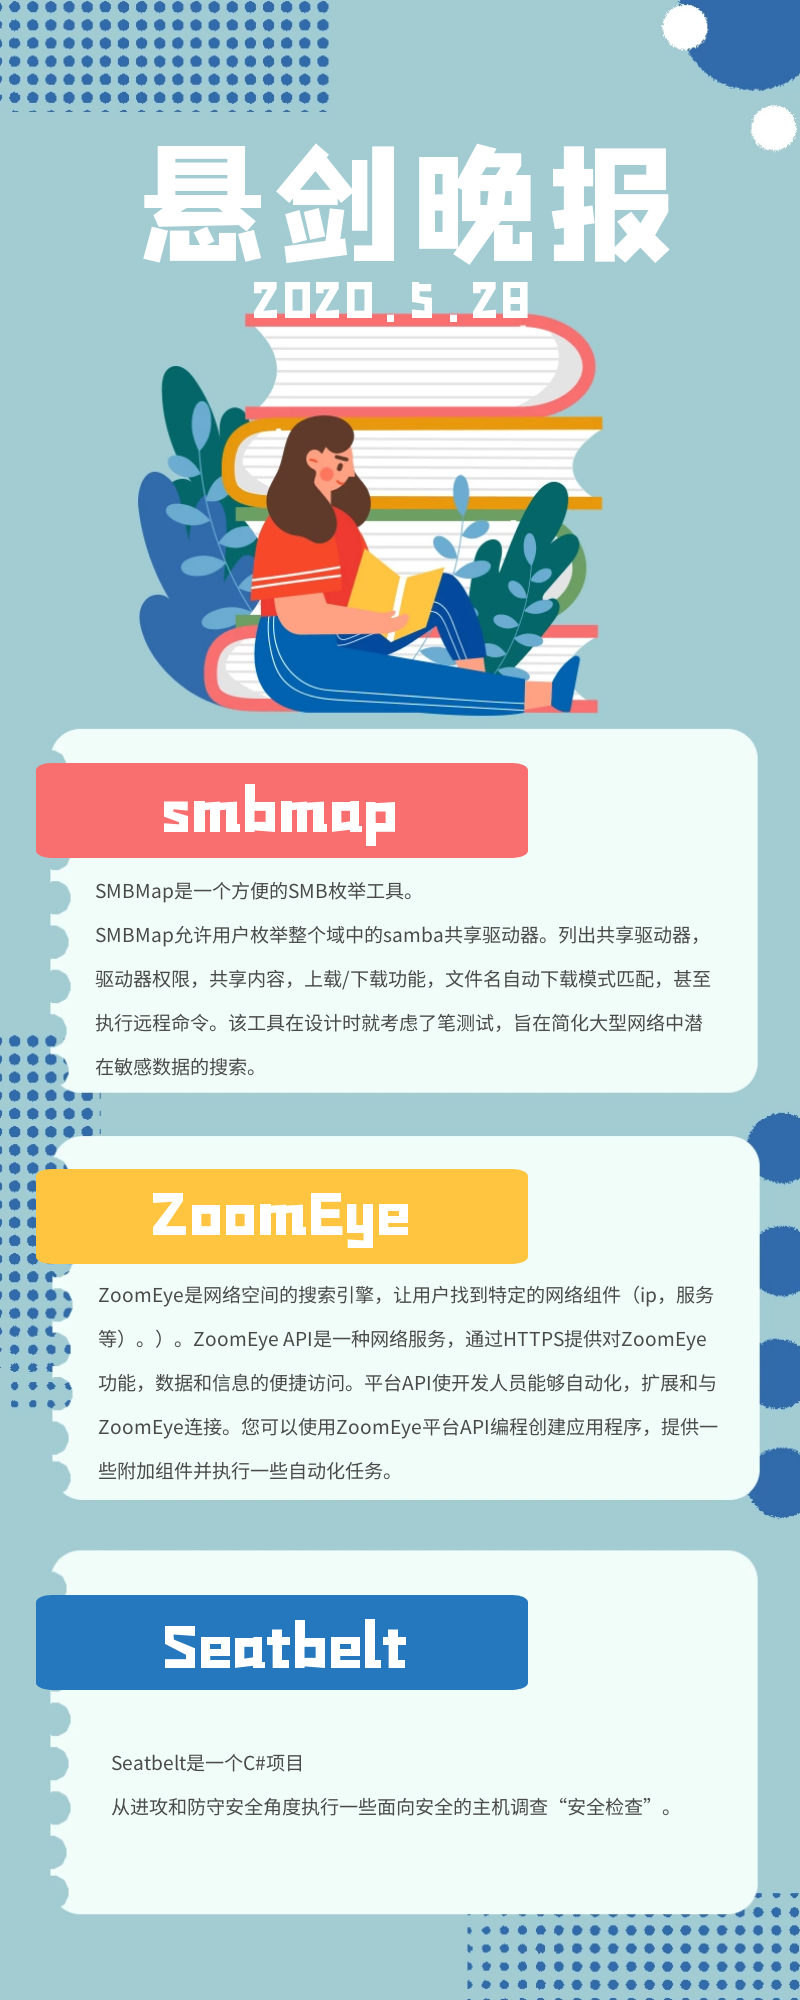 悬剑晚报
2020.5.28
smbmap
SMBMap是一个方便的SMB枚举工具。
SMBMap允许用户枚举整个域中的samba共享驱动器。列出共享驱动器，
驱动器权限，共享内容，上载/下载功能，文件名自动下载模式匹配，甚至
执行远程命令。该工具在设计时就考虑了笔测试，旨在简化大型网络中潜
在敏感数据的搜索。
ZoomEye
ZoomEye是网络空间的搜索引擎，让用户找到特定的网络组件（ip，服务
等）。）。ZoomEye API是一种网络服务，通过HTTPS提供对ZoomEye
功能，数据和信息的便捷访问。平台API使开发人员能够自动化，扩展和与
ZoomEye连接。您可以使用ZoomEye平台API编程创建应用程序，提供一
些附加组件并执行一些自动化任务。
Seatbelt
Seatbelt是一个C#项目
从进攻和防守安全角度执行一些面向安全的主机调查“安全检查”。